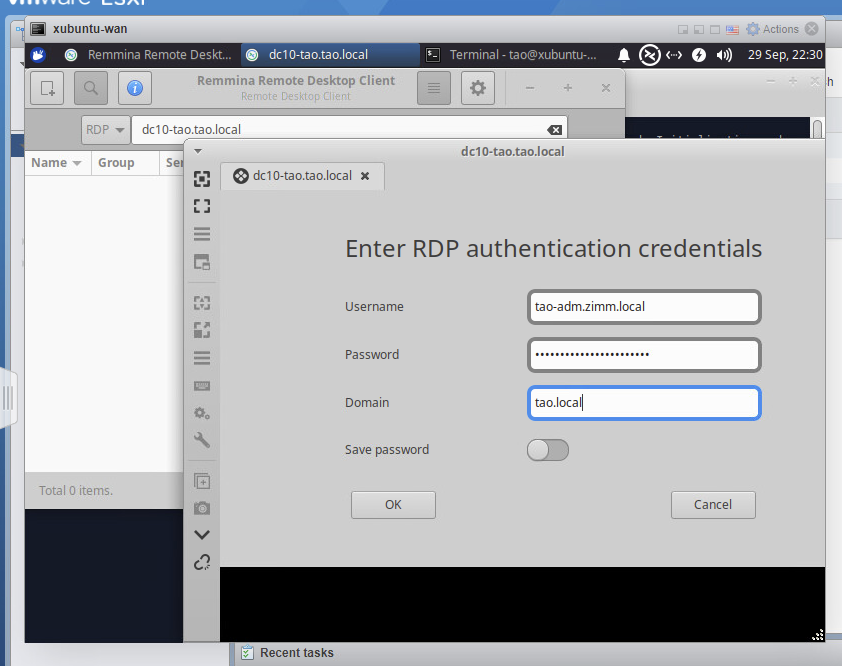 vmware ESXi
xubuntu-wan
Actions
Remmina Remote Deskt...
dc10-tao.tao.local
Terminal - tao@xubuntu-...
29 Sep, 22:30
Remmina Remote Desktop Client
Remote Desktop Client
RDP
dc10-tao.tao.local
Name
Group
dc10-tao.tao.local
dc10-tao.tao.local
Enter RDP authentication credentials
Username
tao-adm.zimm.local
Password
•••••••••••••••••••••••
Domain
tao.local
Save password
Total 0 items.
OK
Cancel
Recent tasks